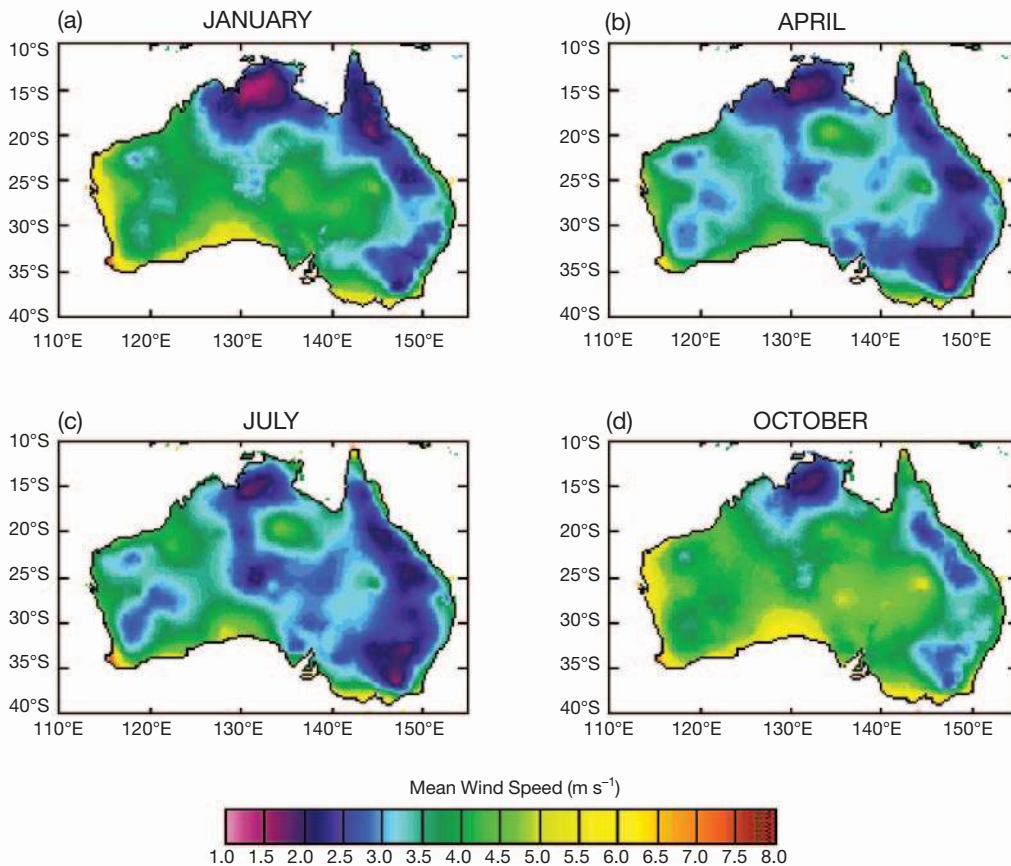 (a) JANUARY
10°S
15°S
20°S
25°S
30°S
35°S
40°S
110°E 120°E 130°E 140°E 150°E
(b) APRIL
10°S
15°S
20°S
25°S
30°S
35°S
40°S
110°E 120°E 130°E 140°E 150°E
(c) JULY
10°S
15°S
20°S
25°S
30°S
35°S
40°S
110°E 120°E 130°E 140°E 150°E
(d) OCTOBER
10°S
15°S
20°S
25°S
30°S
35°S
40°S
110°E 120°E 130°E 140°E 150°E
Mean Wind Speed (m s⁻¹)
1.0 1.5 2.0 2.5 3.0 3.5 4.0 4.5 5.0 5.5 6.0 6.5 7.0 7.5 8.0